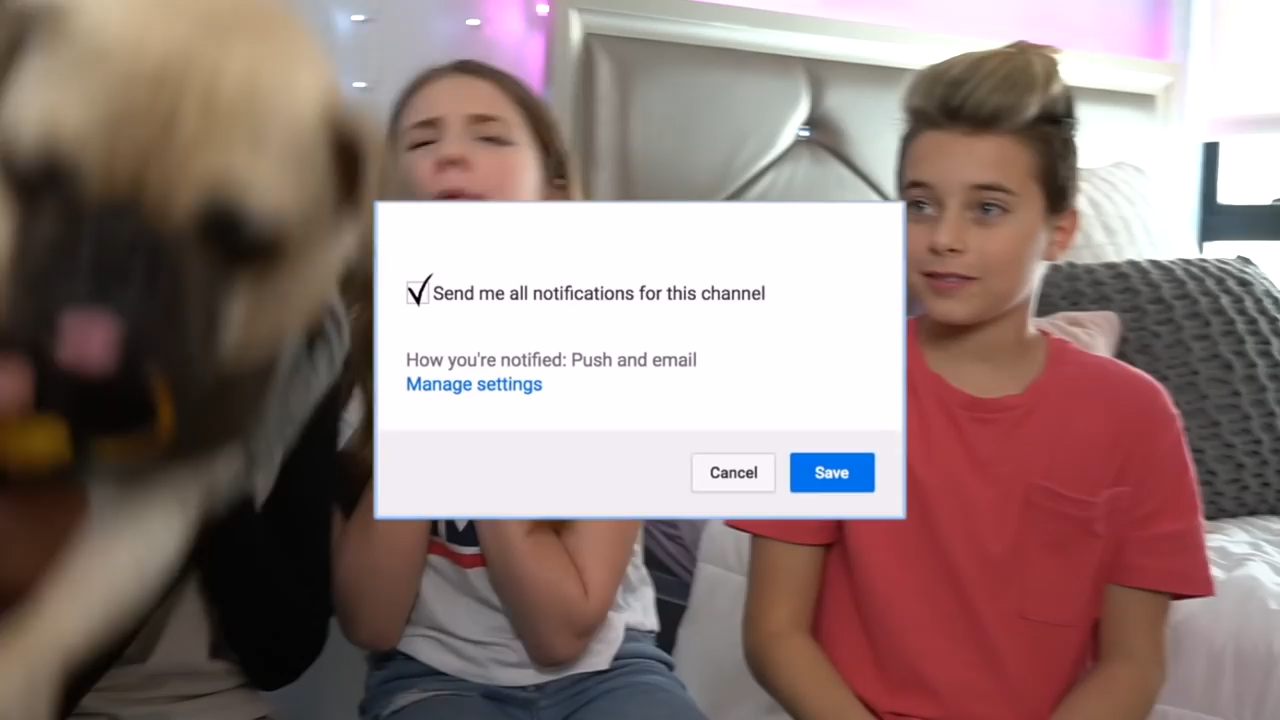 Send me all notifications for this channel
How you're notified: Push and email
Manage settings
Cancel
Save